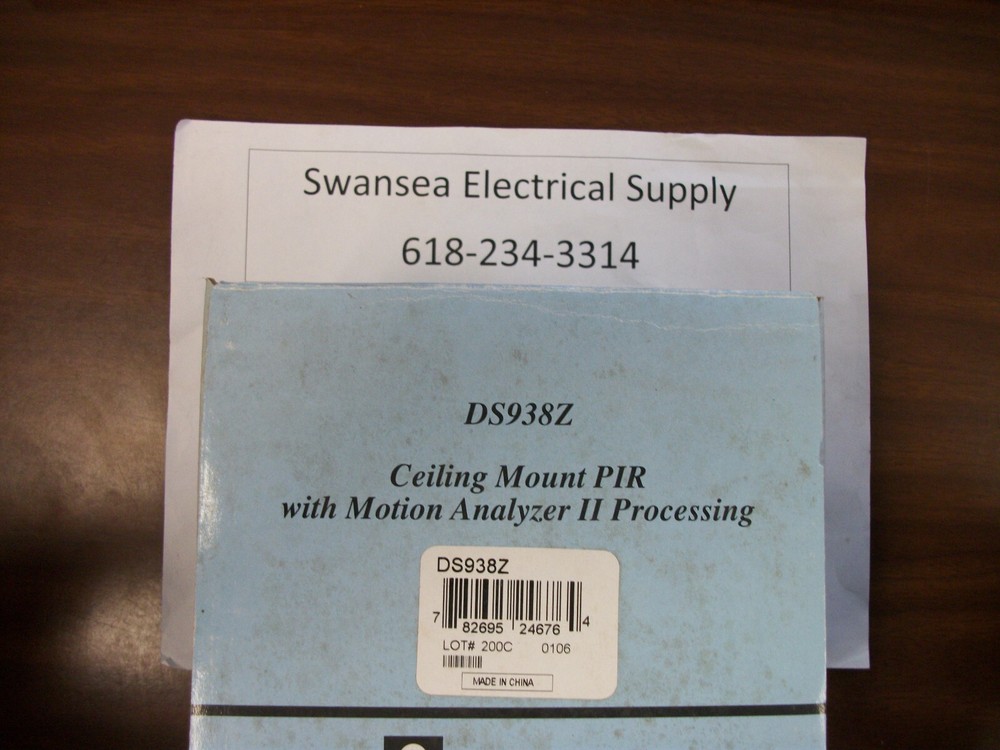 Swansea Electrical Supply
618-234-3314
DS938Z
Ceiling Mount PIR
with Motion Analyzer II Processing
DS938Z
7 82695 24676 4
LOT# 200C 0106
MADE IN CHINA